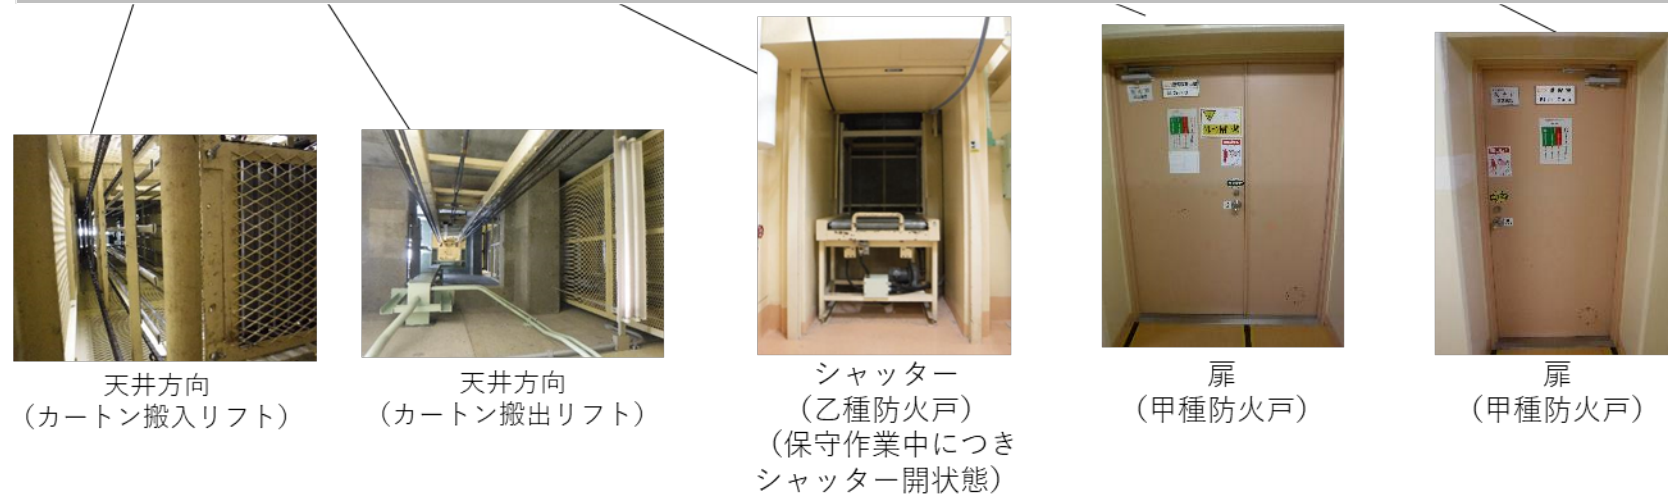 天井方向
（カートン搬入リフト）
天井方向
（カートン搬出リフト）
シャッター
（乙種防火戸）
（保守作業中につき
シャッター開状態）
扉
（甲種防火戸）
扉
（甲種防火戸）